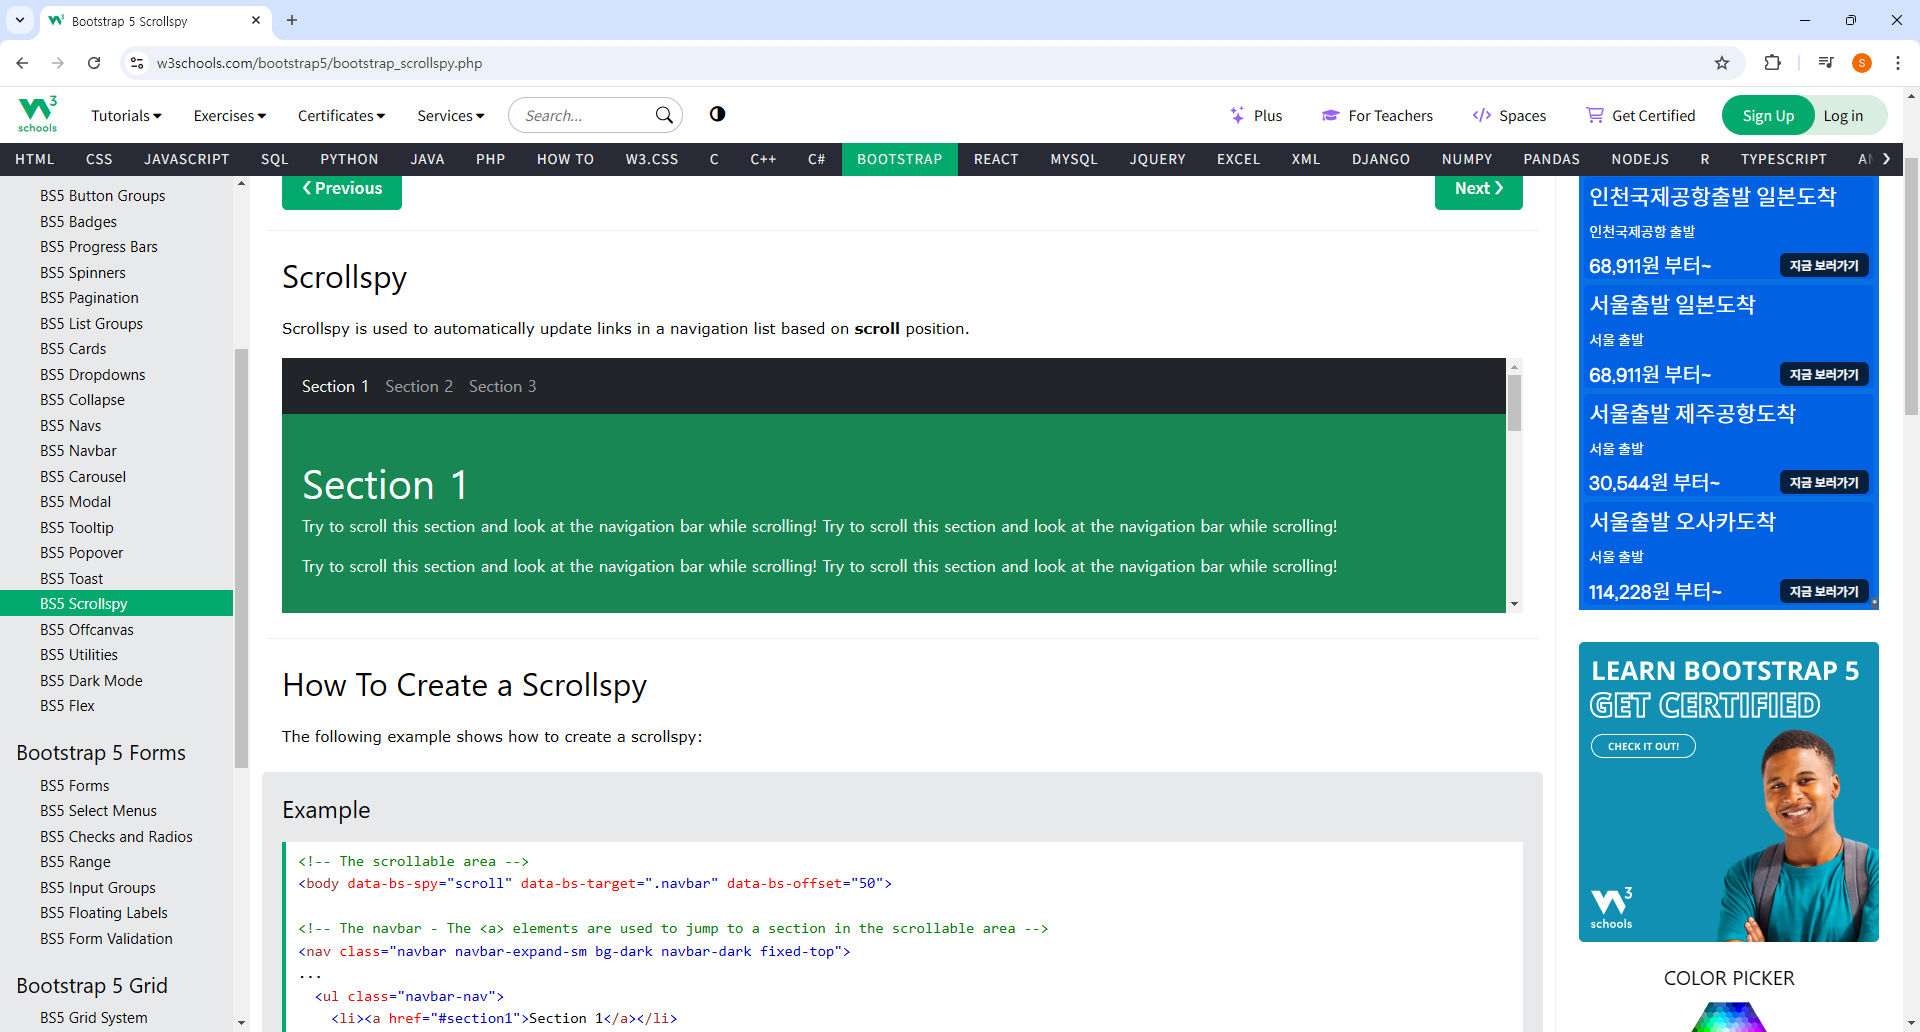 Bootstrap 5 Scrollspy
w3schools.com/bootstrap5/bootstrap_scrollspy.php
S
3
schools
Tutorials
Exercises
Certificates
Services
Search...
Plus
For Teachers
Spaces
Get Certified
Sign Up
Log in
HTML CSS JAVASCRIPT SQL PYTHON JAVA PHP HOW TO W3.CSS C C++ C# BOOTSTRAP REACT MYSQL JQUERY EXCEL XML DJANGO NUMPY PANDAS NODEJS R TYPESCRIPT
BS5 Button Groups
BS5 Badges
BS5 Progress Bars
BS5 Spinners
BS5 Pagination
BS5 List Groups
BS5 Cards
BS5 Dropdowns
BS5 Collapse
BS5 Navs
BS5 Navbar
BS5 Carousel
BS5 Modal
BS5 Tooltip
BS5 Popover
BS5 Toast
BS5 Scrollspy
BS5 Offcanvas
BS5 Utilities
BS5 Dark Mode
BS5 Flex
Bootstrap 5 Forms
BS5 Forms
BS5 Select Menus
BS5 Checks and Radios
BS5 Range
BS5 Input Groups
BS5 Floating Labels
BS5 Form Validation
Bootstrap 5 Grid
BS5 Grid System
❮ Previous
Next ❯
Scrollspy
Scrollspy is used to automatically update links in a navigation list based on scroll position.
Section 1 Section 2 Section 3
Section 1
Try to scroll this section and look at the navigation bar while scrolling! Try to scroll this section and look at the navigation bar while scrolling!
Try to scroll this section and look at the navigation bar while scrolling! Try to scroll this section and look at the navigation bar while scrolling!
How To Create a Scrollspy
The following example shows how to create a scrollspy:
Example
<!-- The scrollable area -->
<body data-bs-spy="scroll" data-bs-target=".navbar" data-bs-offset="50">
<!-- The navbar - The <a> elements are used to jump to a section in the scrollable area -->
<nav class="navbar navbar-expand-sm bg-dark navbar-dark fixed-top">
...
<ul class="navbar-nav">
<li><a href="#section1">Section 1</a></li>
인천국제공항출발 일본도착
인천국제공항 출발
68,911원 부터~
지금 보러가기
서울출발 일본도착
서울 출발
68,911원 부터~
지금 보러가기
서울출발 제주공항도착
서울 출발
30,544원 부터~
지금 보러가기
서울출발 오사카도착
서울 출발
114,228원 부터~
지금 보러가기
LEARN BOOTSTRAP 5
GET CERTIFIED
CHECK IT OUT!
3
schools
COLOR PICKER